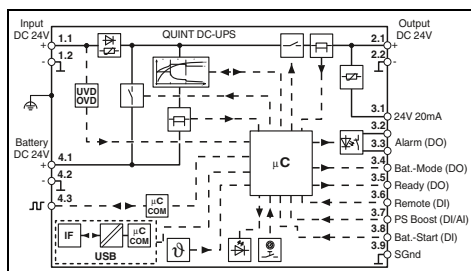 Input
DC 24V
+
1.1
1.2
-
QUINT DC-UPS
Output
DC 24V
2.1
+
2.2
-
UVD
OVD
3.1
24V 20mA
3.2
Alarm (DO)
3.3
3.4
Bat.-Mode (DO)
3.5
Ready (DO)
3.6
Remote (DI)
3.7
PS Boost (DI/AI)
3.8
Bat.-Start (DI)
3.9
SGnd
Battery
DC 24V
+
4.1
4.2
-
4.3
µC
µC
COM
IF
µC
COM
USB
ϑ